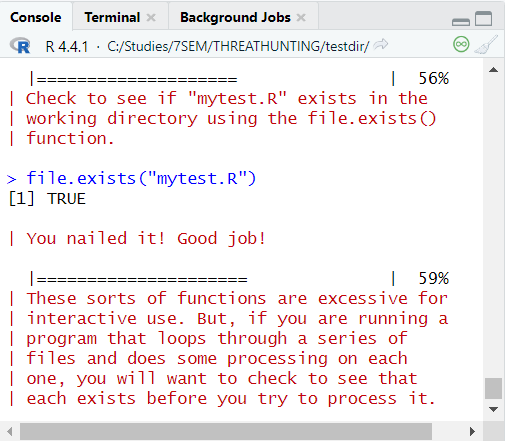 Console Terminal Background Jobs
R R 4.4.1 · C:/Studies/7SEM/THREATHUNTING/testdir/
|==================== | 56%
| Check to see if "mytest.R" exists in the
| working directory using the file.exists()
| function.
> file.exists("mytest.R")
[1] TRUE
| You nailed it! Good job!
|===================== | 59%
| These sorts of functions are excessive for
| interactive use. But, if you are running a
| program that loops through a series of
| files and does some processing on each
| one, you will want to check to see that
| each exists before you try to process it.